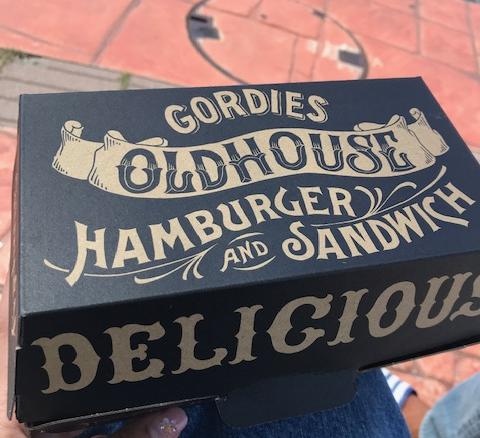 GORDIES
OLDHOUSE
HAMBURGER
AND SANDWICH
DELICIOUS